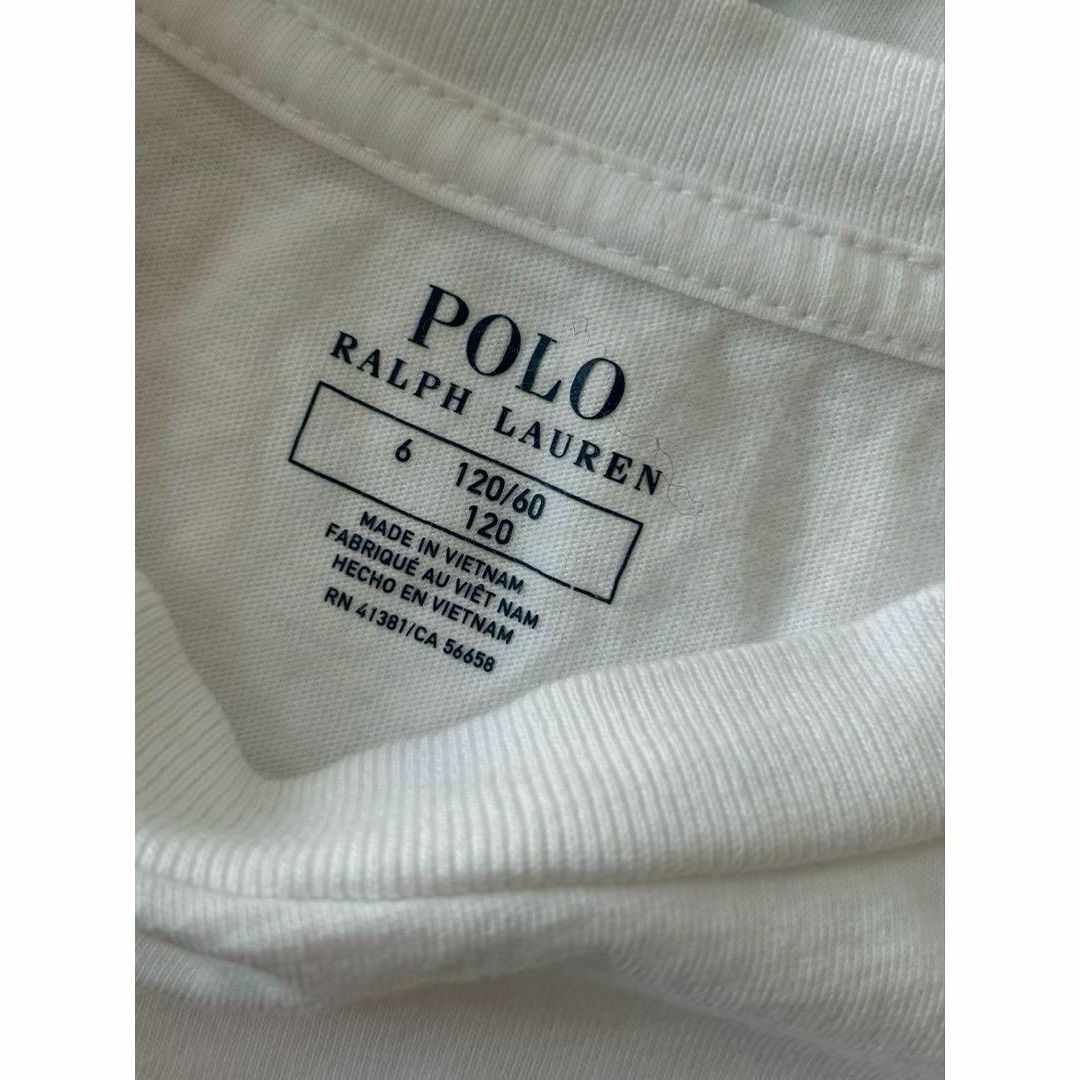 POLO
RALPH LAUREN
6 120/60
120
MADE IN VIETNAM
FABRIQUÉ AU VIÊT NAM
HECHO EN VIETNAM
RN 41381/CA 56658